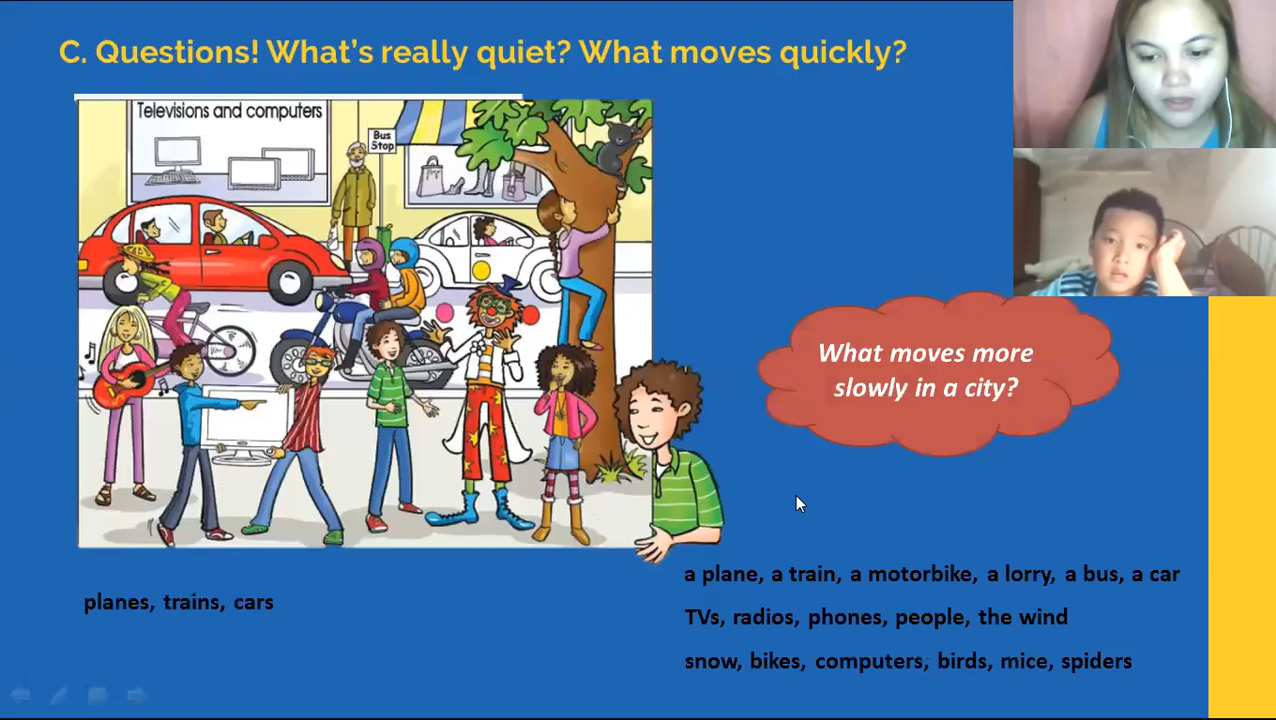 C. Questions! What's really quiet? What moves quickly?
Televisions and computers
Bus
Stop
What moves more
slowly in a city?
planes, trains, cars
a plane, a train, a motorbike, a lorry, a bus, a car
TVs, radios, phones, people, the wind
snow, bikes, computers, birds, mice, spiders